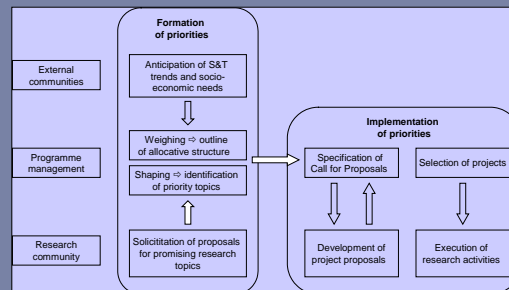 Formation
of priorities
External
communities
Anticipation of S&T
trends and socio-
economic needs
Implementation
of priorities
Programme
management
Weighing ⇨ outline
of allocative structure
Shaping ⇨ identification
of priority topics
Specification of
Call for Proposals
Selection of projects
Research
community
Solicititation of proposals
for promising research
topics
Development of
project proposals
Execution of
research activities